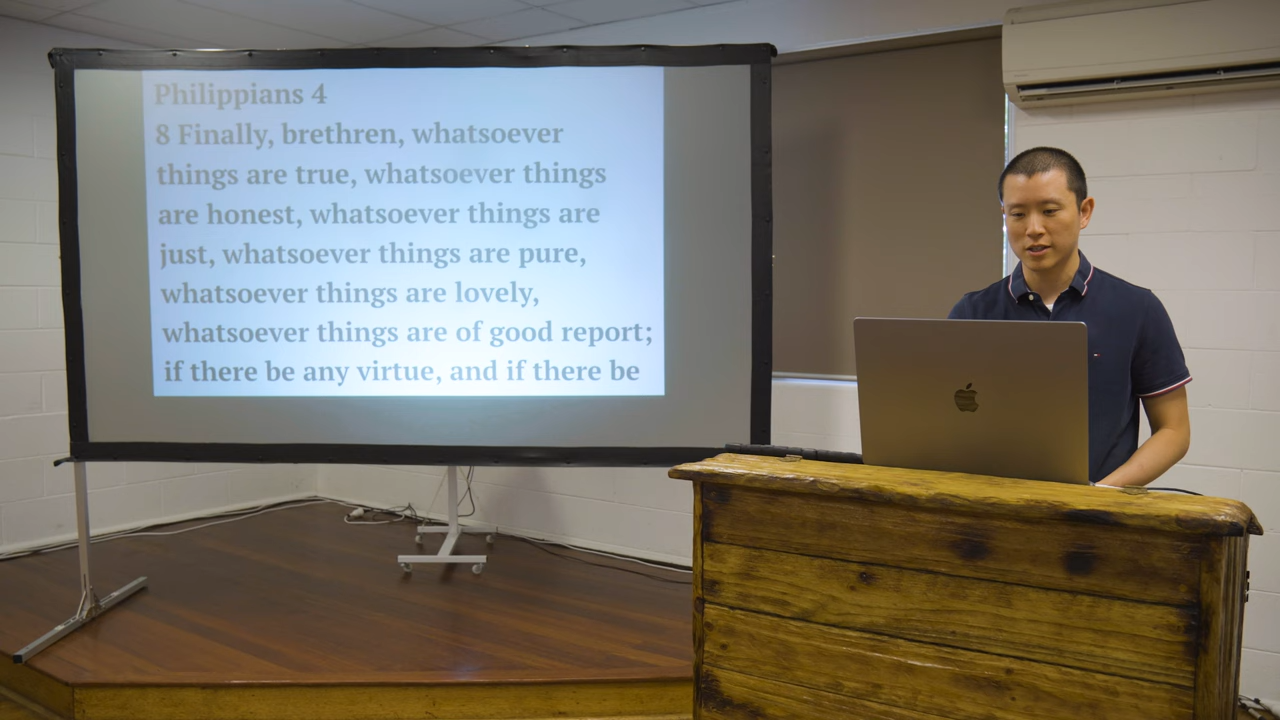 Philippians 4
8 Finally, brethren, whatsoever
things are true, whatsoever things
are honest, whatsoever things are
just, whatsoever things are pure,
whatsoever things are lovely,
whatsoever things are of good report;
if there be any virtue, and if there be